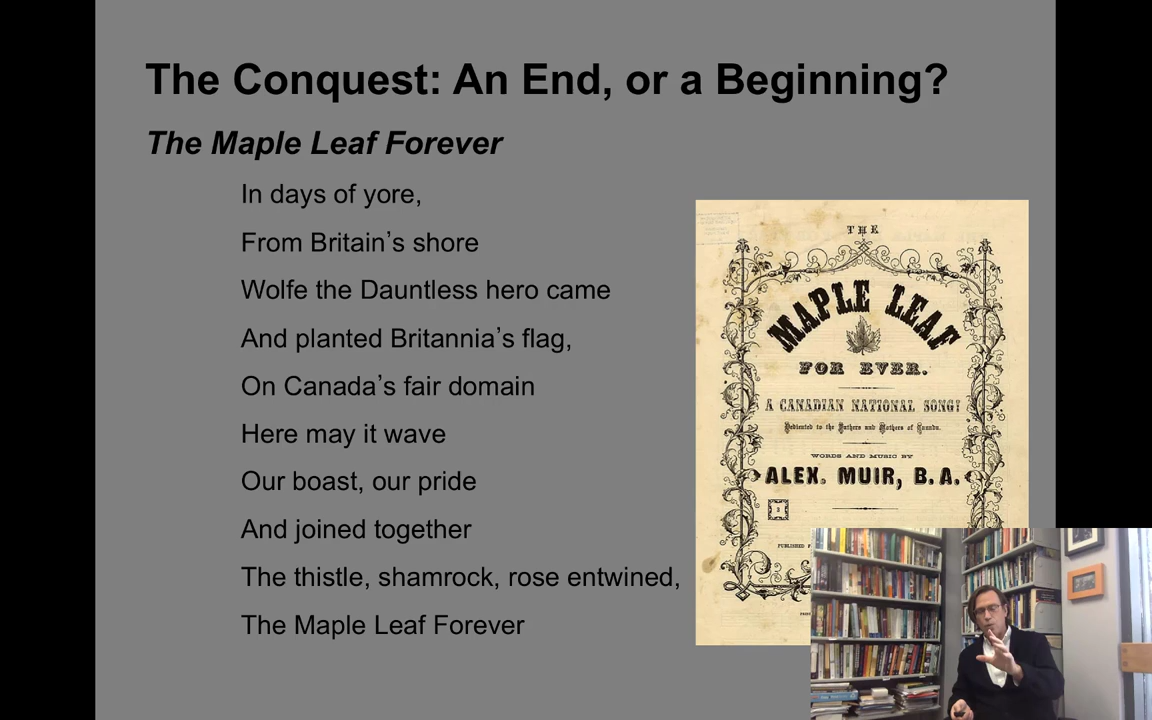 The Conquest: An End, or a Beginning?
The Maple Leaf Forever
In days of yore,
From Britain’s shore
Wolfe the Dauntless hero came
And planted Britannia’s flag,
On Canada’s fair domain
Here may it wave
Our boast, our pride
And joined together
The thistle, shamrock, rose entwined,
The Maple Leaf Forever
THE
MAPLE LEAF
FOR EVER.
A CANADIAN NATIONAL SONG!
Dedicated to the Fathers and Mothers of Canada.
WORDS AND MUSIC BY
ALEX. MUIR, B.A.
3
PUBLISHED